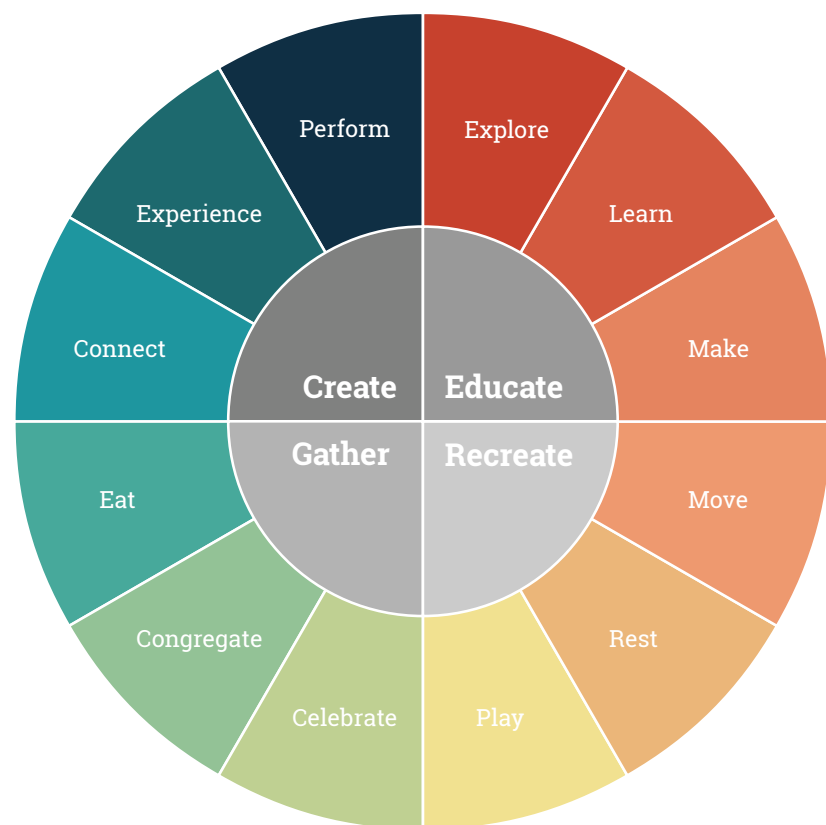 Perform
Explore
Experience
Learn
Connect
Make
Create
Educate
Gather
Recreate
Eat
Move
Congregate
Rest
Celebrate
Play